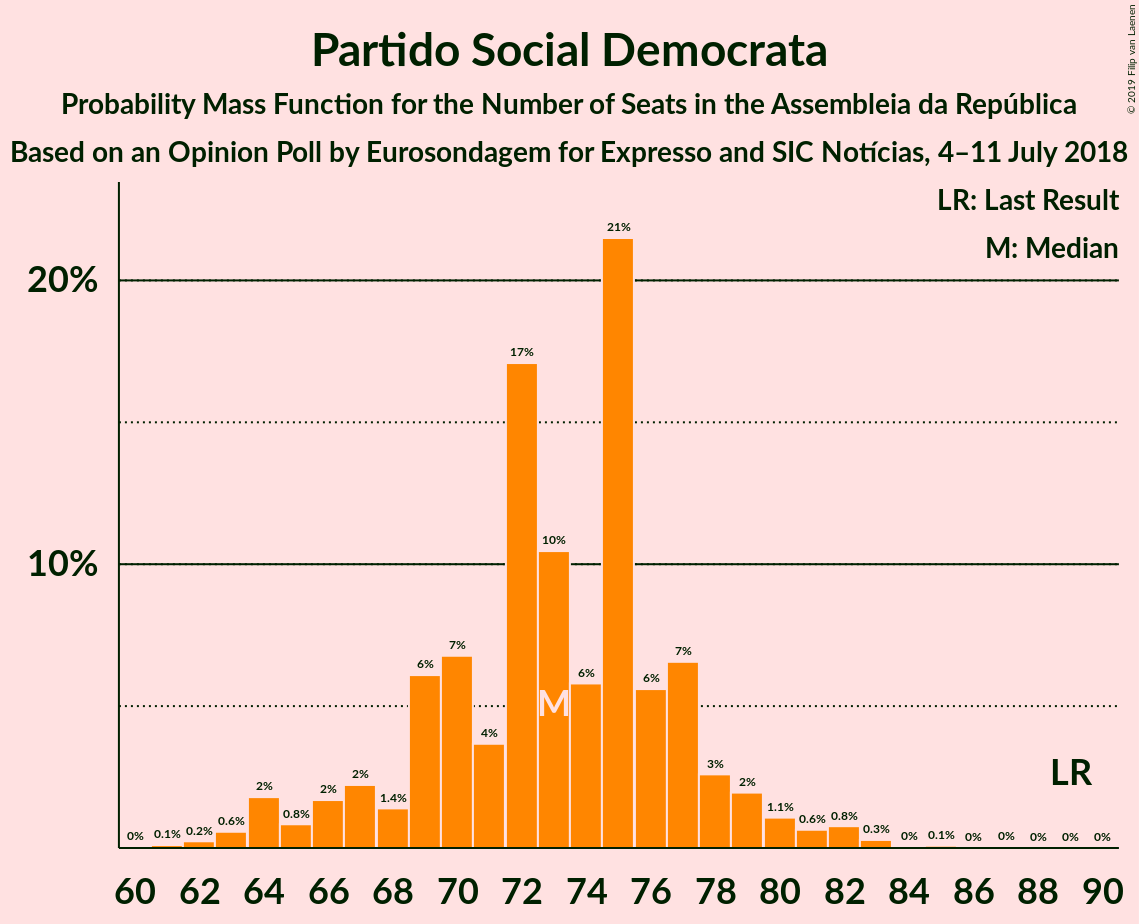 Partido Social Democrata
Probability Mass Function for the Number of Seats in the Assembleia da República
Based on an Opinion Poll by Eurosondagem for Expresso and SIC Notícias, 4–11 July 2018
© 2019 Filip van Laenen
LR: Last Result
M: Median
20%
10%
0% 0.1% 0.2% 0.6% 2% 0.8% 2% 2% 1.4% 6% 7% 4% 17% 10% 6% 21% 6% 7% 3% 2% 1.1% 0.6% 0.8% 0.3% 0% 0.1% 0% 0% 0% 0% 0%
M
LR
60 62 64 66 68 70 72 74 76 78 80 82 84 86 88 90